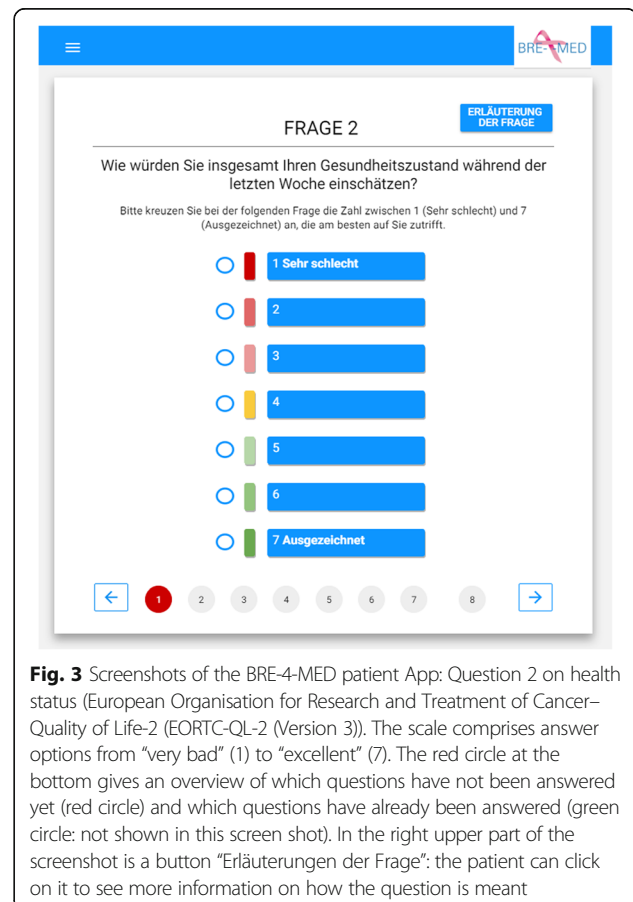 BRE-4-MED
ERLÄUTERUNG
DER FRAGE
FRAGE 2
Wie würden Sie insgesamt Ihren Gesundheitszustand während der
letzten Woche einschätzen?
Bitte kreuzen Sie bei der folgenden Frage die Zahl zwischen 1 (Sehr schlecht) und 7
(Ausgezeichnet) an, die am besten auf Sie zutrifft.
1 Sehr schlecht
2
3
4
5
6
7 Ausgezeichnet
1 2 3 4 5 6 7 8
Fig. 3 Screenshots of the BRE-4-MED patient App: Question 2 on health
status (European Organisation for Research and Treatment of Cancer–
Quality of Life-2 (EORTC-QL-2 (Version 3)). The scale comprises answer
options from “very bad” (1) to “excellent” (7). The red circle at the
bottom gives an overview of which questions have not been answered
yet (red circle) and which questions have already been answered (green
circle: not shown in this screen shot). In the right upper part of the
screenshot is a button “Erläuterungen der Frage”: the patient can click
on it to see more information on how the question is meant